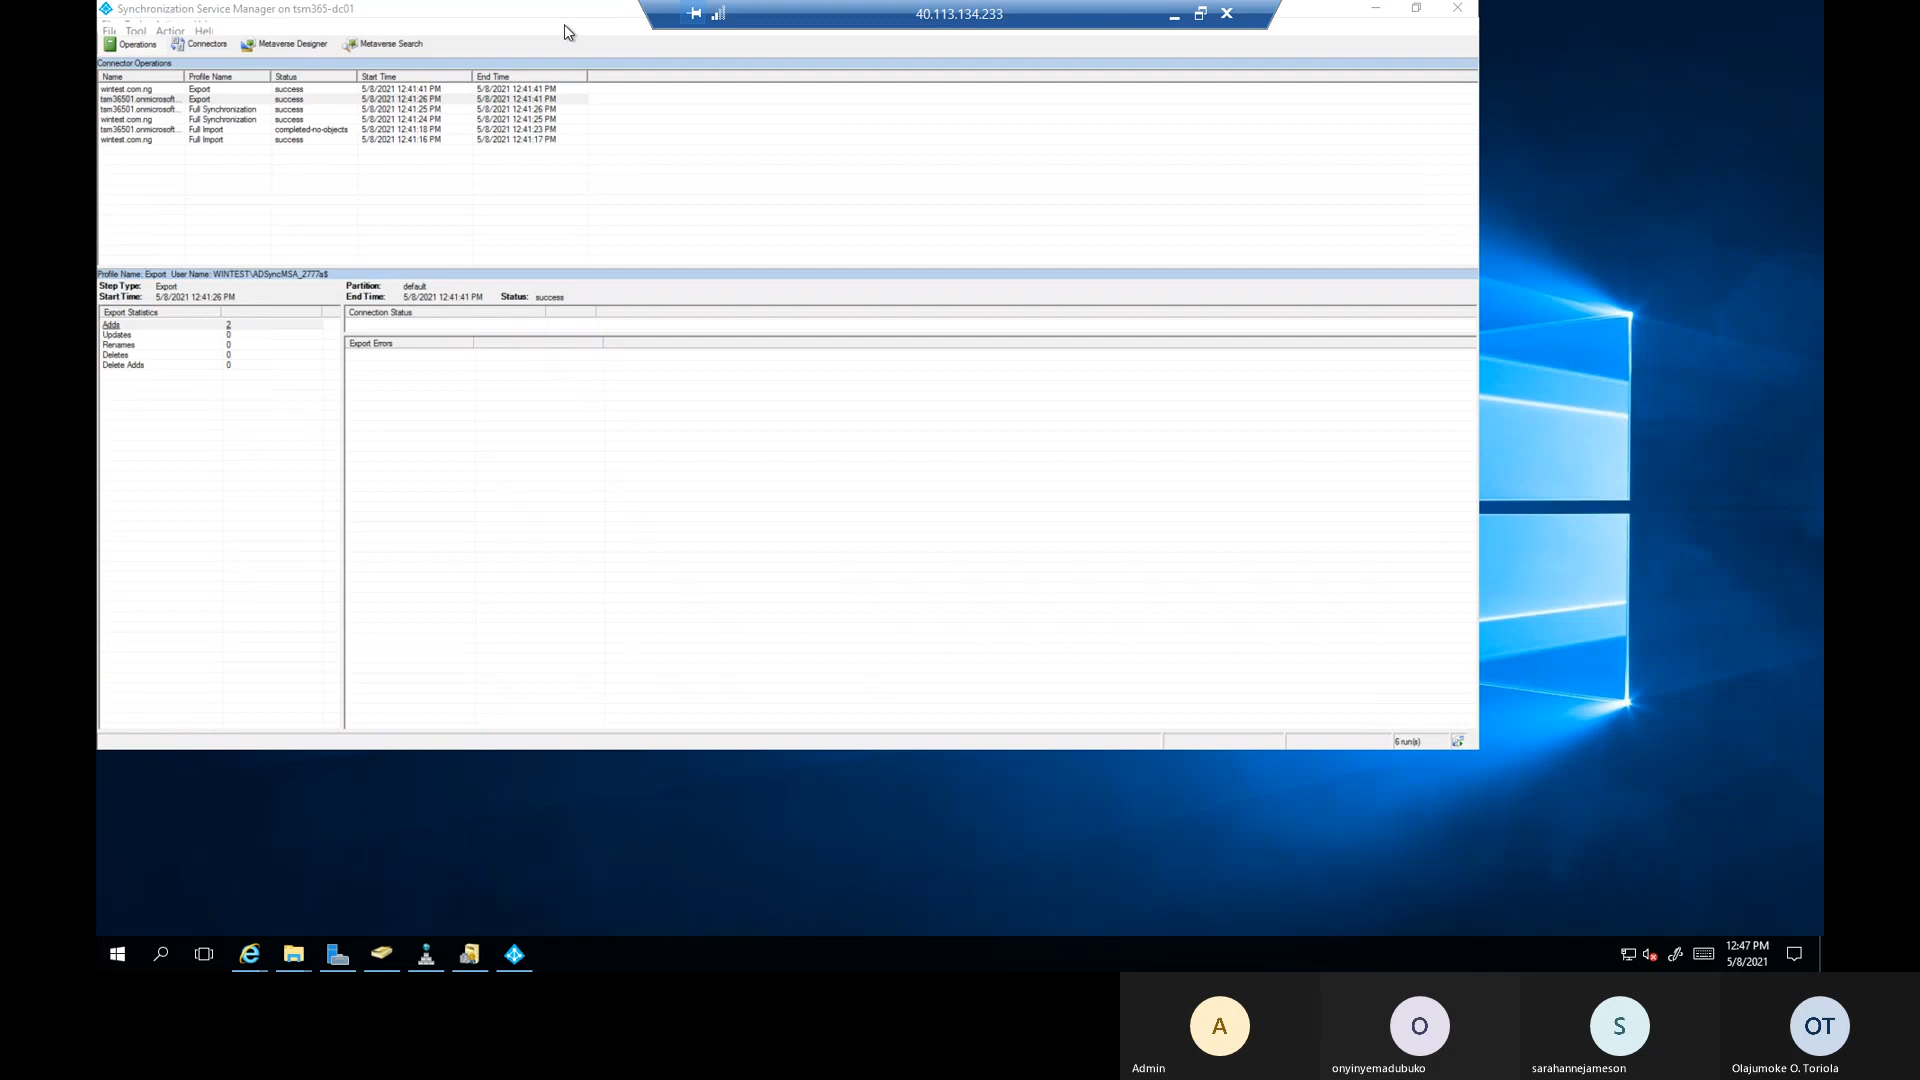 Synchronization Service Manager on tsm365-dc01
40.113.134.233
Operations Connectors Metaverse Designer Metaverse Search
Connector Operations
Name Profile Name Status Start Time End Time
wintest.com.ng Export success 5/8/2021 12:41:41 PM 5/8/2021 12:41:41 PM
tsm36501.onmicrosoft... Export success 5/8/2021 12:41:26 PM 5/8/2021 12:41:41 PM
tsm36501.onmicrosoft... Full Synchronization success 5/8/2021 12:41:25 PM 5/8/2021 12:41:26 PM
wintest.com.ng Full Synchronization success 5/8/2021 12:41:24 PM 5/8/2021 12:41:25 PM
tsm36501.onmicrosoft... Full Import completed-no-objects 5/8/2021 12:41:18 PM 5/8/2021 12:41:23 PM
wintest.com.ng Full Import success 5/8/2021 12:41:16 PM 5/8/2021 12:41:17 PM
Profile Name: Export User Name: WINTEST\ADSyncMSA_2777a$
Step Type: Export Partition: default
Start Time: 5/8/2021 12:41:26 PM End Time: 5/8/2021 12:41:41 PM Status: success
Export Statistics Connection Status
Adds 2
Updates 0
Renames 0
Deletes 0
Delete Adds 0
Export Errors
6 run(s)
12:47 PM
5/8/2021
A O S OT
Admin onyinyemadubuko sarahannejameson Olajumoke O. Toriola